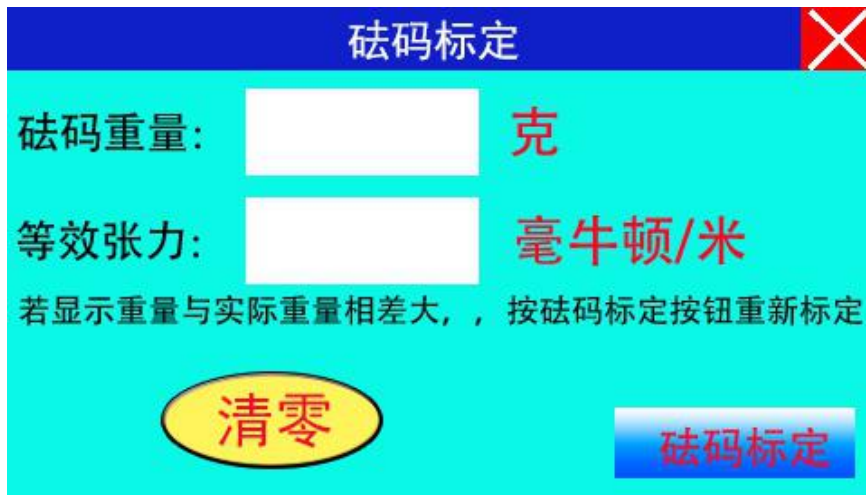 砝码标定
砝码重量: 克
等效张力: 毫牛顿/米
若显示重量与实际重量相差大,,按砝码标定按钮重新标定
清零
砝码标定